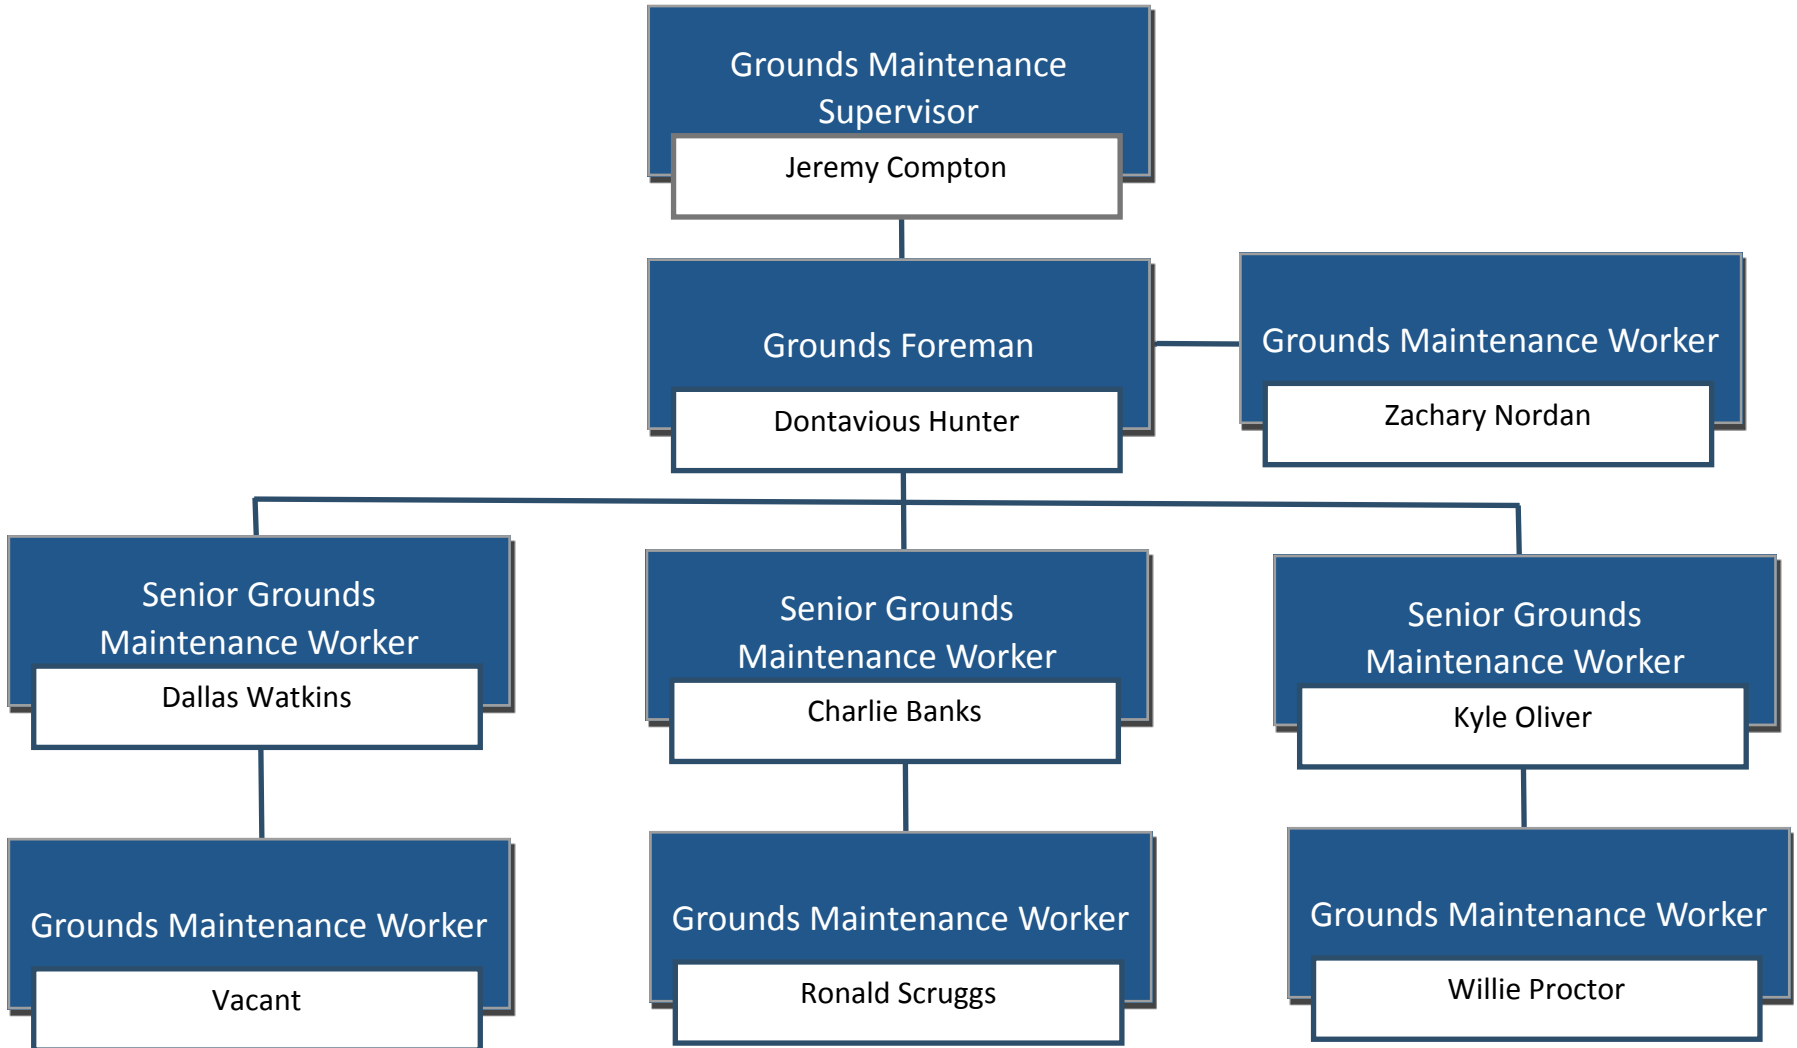 Grounds Maintenance
Supervisor
Jeremy Compton
Grounds Foreman
Dontavious Hunter
Grounds Maintenance Worker
Zachary Nordan
Senior Grounds
Maintenance Worker
Dallas Watkins
Senior Grounds
Maintenance Worker
Charlie Banks
Senior Grounds
Maintenance Worker
Kyle Oliver
Grounds Maintenance Worker
Vacant
Grounds Maintenance Worker
Ronald Scruggs
Grounds Maintenance Worker
Willie Proctor